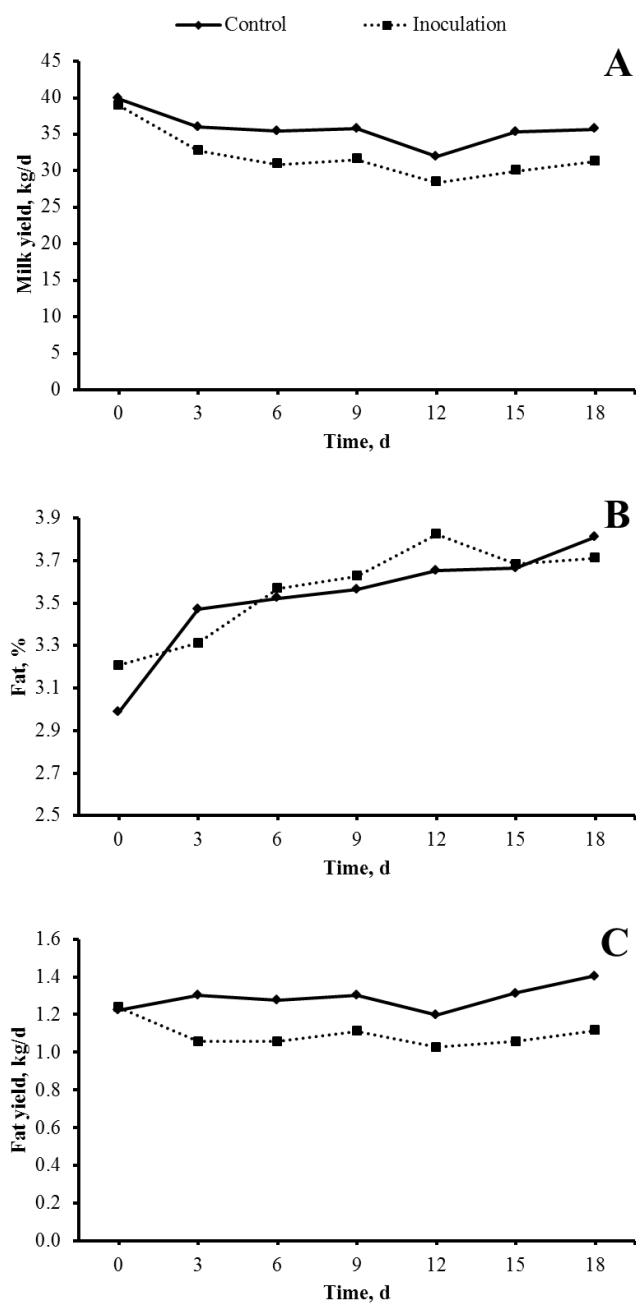 Control Inoculation
A
45
40
35
30
25
20
15
10
5
0
Milk yield, kg/d
0 3 6 9 12 15 18
Time, d
B
3.9
3.7
3.5
3.3
3.1
2.9
2.7
2.5
Fat, %
0 3 6 9 12 15 18
Time, d
C
1.6
1.4
1.2
1.0
0.8
0.6
0.4
0.2
0.0
Fat yield, kg/d
0 3 6 9 12 15 18
Time, d